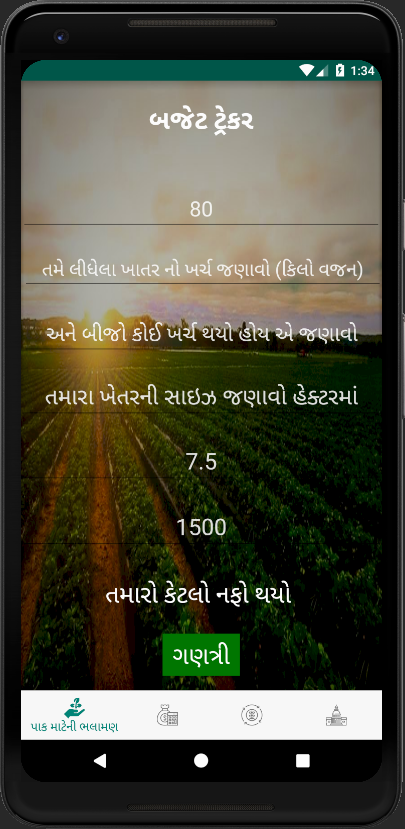 1:34
બજેટ ટ્રેકર
80
તમે લીધેલા ખાતર નો ખર્ચ જણાવો (કિલો વજન)
અને બીજો કોઈ ખર્ચ થયો હોય એ જણાવો
તમારા ખેતરની સાઇઝ જણાવો હેક્ટરમાં
7.5
1500
તમારો કેટલો નફો થયો
ગણત્રી
પાક માટેની ભલામણ